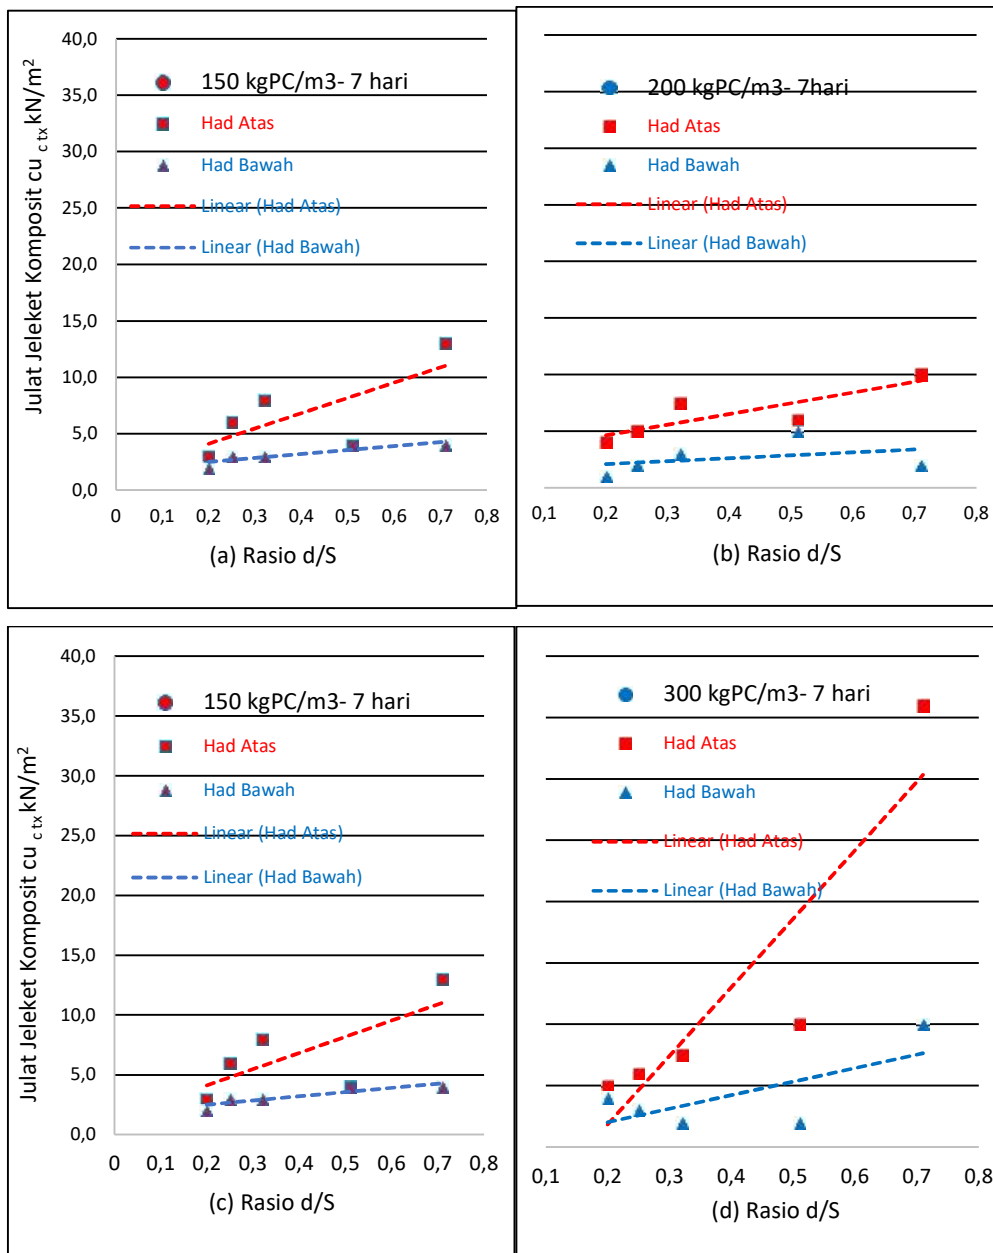 Julat Jeleket Komposit cu c tx kN/m²
40,0
35,0
30,0
25,0
20,0
15,0
10,0
5,0
0,0
150 kgPC/m3- 7 hari
Had Atas
Had Bawah
Linear (Had Atas)
Linear (Had Bawah)
0 0,2 0,3 0,4 0,5 0,6 0,7 0,8
(a) Rasio d/S
200 kgPC/m3- 7hari
Had Atas
Had Bawah
Linear (Had Atas)
Linear (Had Bawah)
0,1 0,2 0,3 0,4 0,5 0,6 0,7 0,8
(b) Rasio d/S
Julat Jeleket Komposit cu c tx kN/m²
40,0
35,0
30,0
25,0
20,0
15,0
10,0
5,0
0,0
150 kgPC/m3- 7 hari
Had Atas
Had Bawah
Linear (Had Atas)
Linear (Had Bawah)
0 0,2 0,3 0,4 0,5 0,6 0,7 0,8
(c) Rasio d/S
300 kgPC/m3- 7 hari
Had Atas
Had Bawah
Linear (Had Atas)
Linear (Had Bawah)
0,1 0,2 0,3 0,4 0,5 0,6 0,7 0,8
(d) Rasio d/S